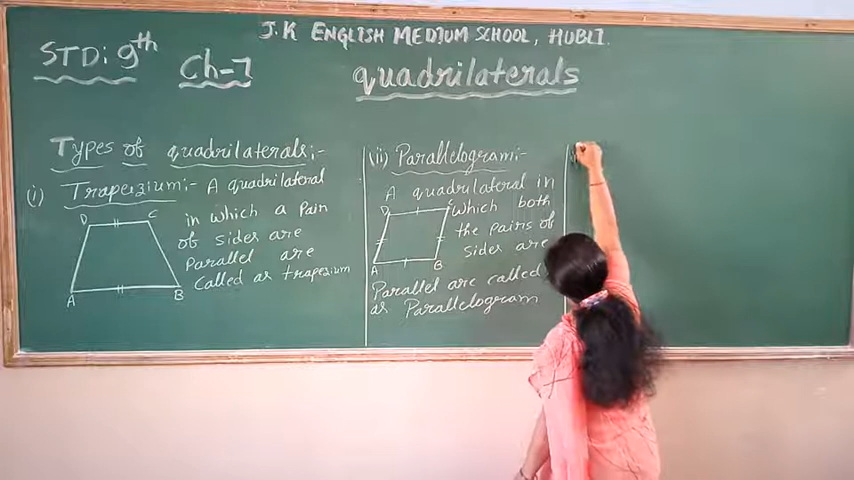 J.K ENGLISH MEDIUM SCHOOL, HUBLI.
STD: 9th
Ch-7
quadrilaterals
Types of quadrilaterals:-
(i) Trapeizium:- A quadrilateral
in which a Pair
of sides are
Parallel are
called as trapezium
D C
A B
(ii) Parallelogram:-
A quadrilateral in
which both
the pairs of
sides are
Parallel are called
as Parallelogram
D C
A B